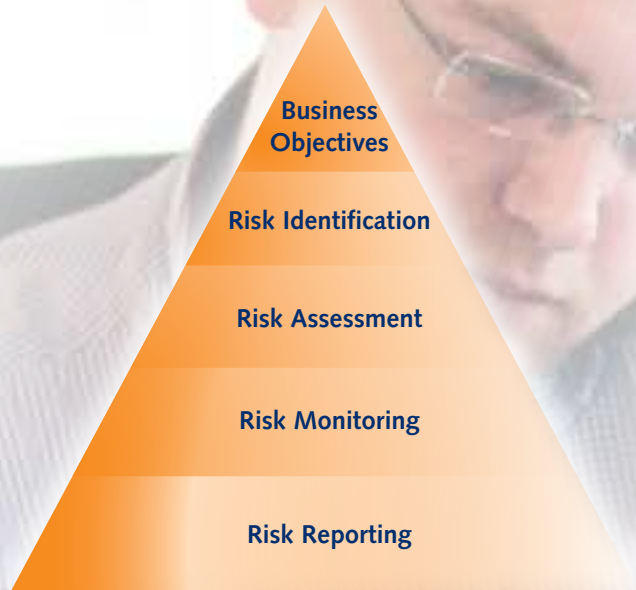 Business
Objectives
Risk Identification
Risk Assessment
Risk Monitoring
Risk Reporting